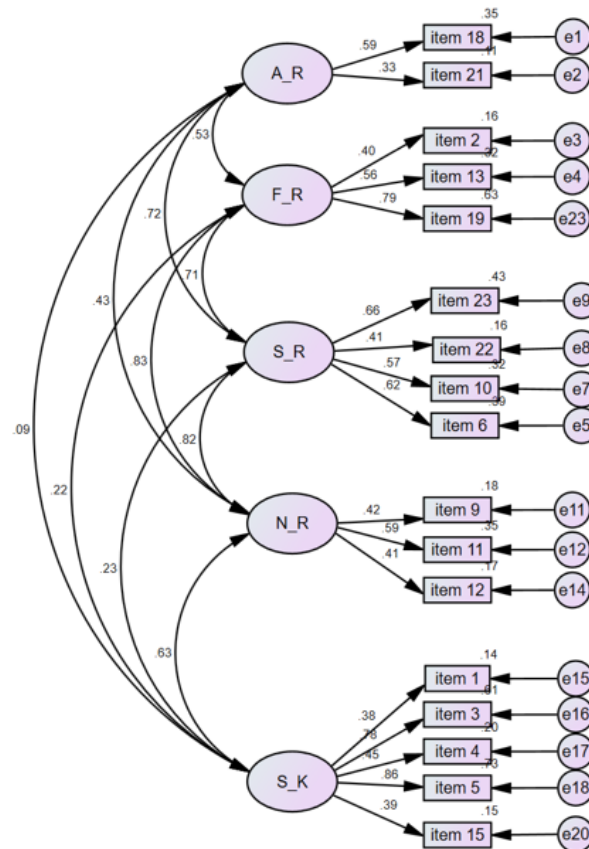 .35
.59 item 18 e1
.11
A_R .33 item 21 e2
.53
.16
.40 item 2 e3
.32
.56 item 13 e4
.63
F_R .79 item 19 e23
.72
.71
.43
.66 item 23 e9
.16
.43 .83 S_R .41 item 22 e8
.32
.57 item 10 e7
.39
.62 item 6 e5
.09 .82
.22
.18
.42 item 9 e11
.35
N_R .59 item 11 e12
.17
.23 .41 item 12 e14
.63
.14
.38 item 1 e15
.61
.78 item 3 e16
.20
.45 item 4 e17
.73
S_K .86 item 5 e18
.15
.39 item 15 e20